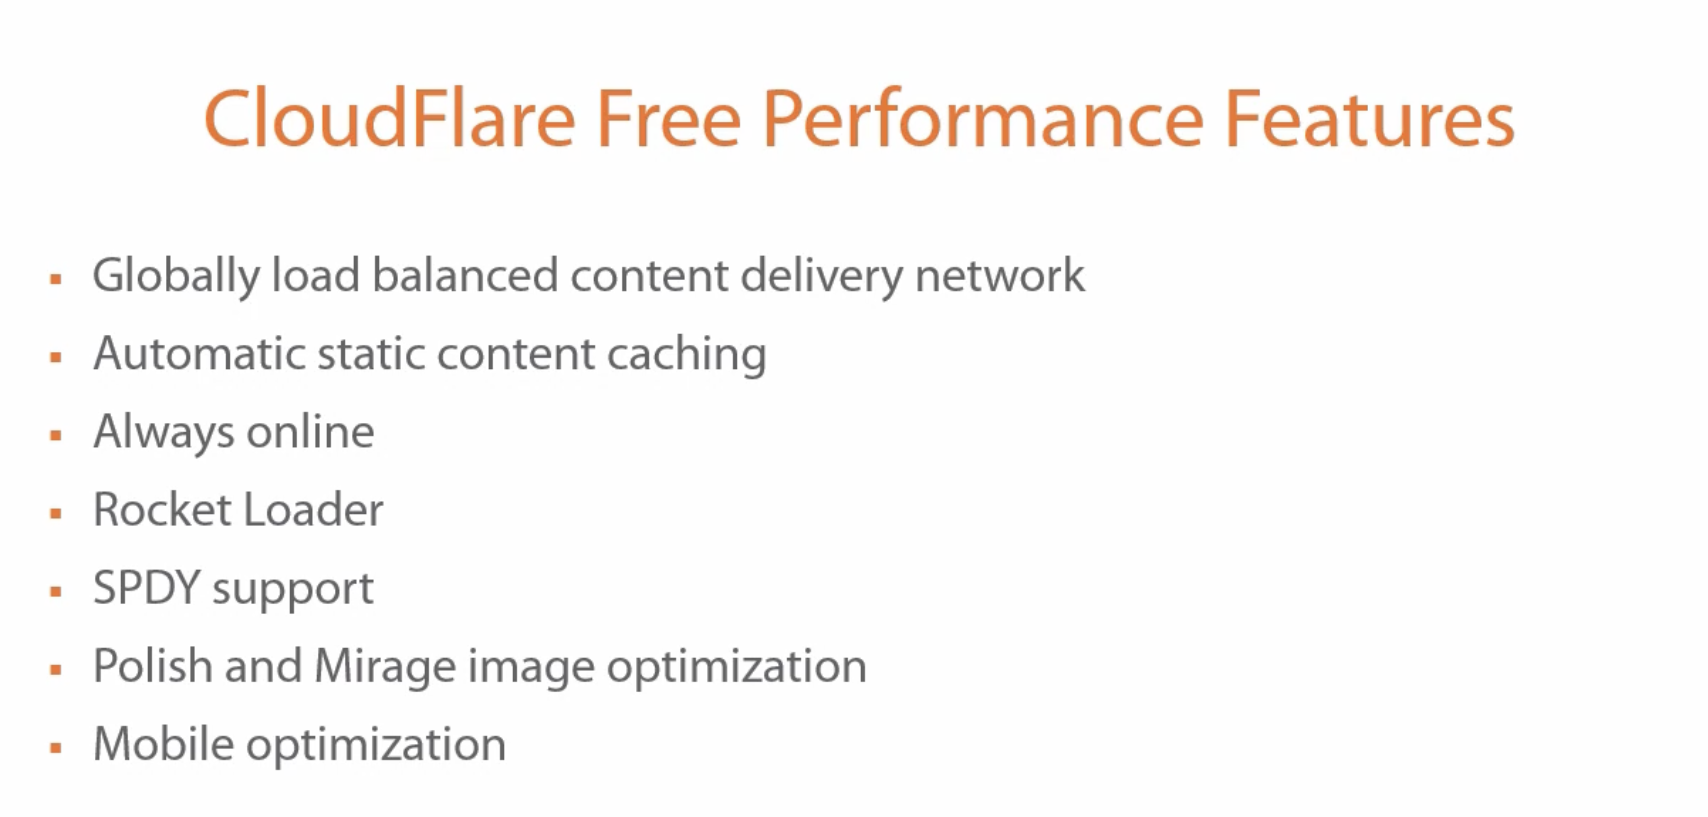 CloudFlare Free Performance Features
▪ Globally load balanced content delivery network
▪ Automatic static content caching
▪ Always online
▪ Rocket Loader
▪ SPDY support
▪ Polish and Mirage image optimization
▪ Mobile optimization